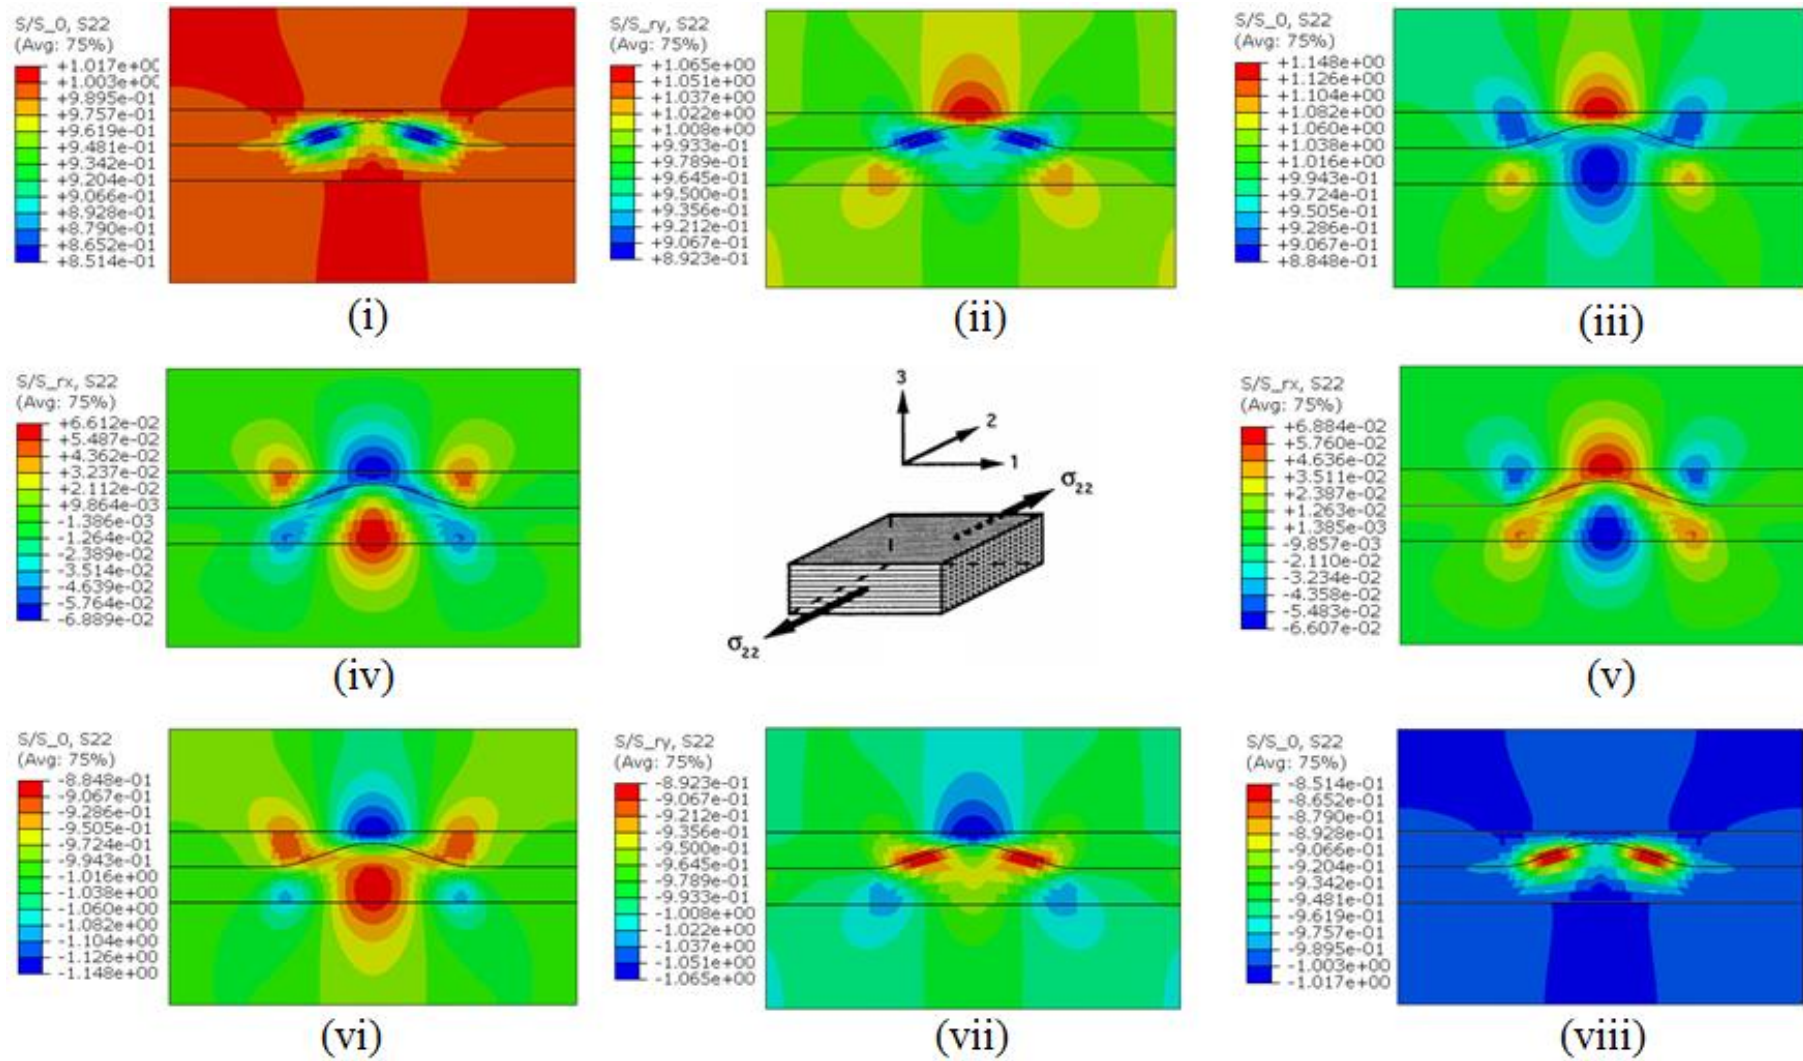 S/S_0, S22
(Avg: 75%)
+1.017e+00
+1.003e+00
+9.895e-01
+9.757e-01
+9.619e-01
+9.481e-01
+9.342e-01
+9.204e-01
+9.066e-01
+8.928e-01
+8.790e-01
+8.652e-01
+8.514e-01
(i)
S/S_ry, S22
(Avg: 75%)
+1.065e+00
+1.051e+00
+1.037e+00
+1.022e+00
+1.008e+00
+9.933e-01
+9.789e-01
+9.645e-01
+9.500e-01
+9.356e-01
+9.212e-01
+9.067e-01
+8.923e-01
(ii)
S/S_0, S22
(Avg: 75%)
+1.148e+00
+1.126e+00
+1.104e+00
+1.082e+00
+1.060e+00
+1.038e+00
+1.016e+00
+9.943e-01
+9.724e-01
+9.505e-01
+9.286e-01
+9.067e-01
+8.848e-01
(iii)
S/S_rx, S22
(Avg: 75%)
+6.612e-02
+5.487e-02
+4.362e-02
+3.237e-02
+2.112e-02
+9.864e-03
-1.386e-03
-1.264e-02
-2.389e-02
-3.514e-02
-4.639e-02
-5.764e-02
-6.889e-02
(iv)
3
2
1
σ22
σ22
S/S_rx, S22
(Avg: 75%)
+6.884e-02
+5.760e-02
+4.636e-02
+3.511e-02
+2.387e-02
+1.263e-02
+1.385e-03
-9.857e-03
-2.110e-02
-3.234e-02
-4.358e-02
-5.483e-02
-6.607e-02
(v)
S/S_0, S22
(Avg: 75%)
-8.848e-01
-9.067e-01
-9.286e-01
-9.505e-01
-9.724e-01
-9.943e-01
-1.016e+00
-1.038e+00
-1.060e+00
-1.082e+00
-1.104e+00
-1.126e+00
-1.148e+00
(vi)
S/S_ry, S22
(Avg: 75%)
-8.923e-01
-9.067e-01
-9.212e-01
-9.356e-01
-9.500e-01
-9.645e-01
-9.789e-01
-9.933e-01
-1.008e+00
-1.022e+00
-1.037e+00
-1.051e+00
-1.065e+00
(vii)
S/S_0, S22
(Avg: 75%)
-8.514e-01
-8.652e-01
-8.790e-01
-8.928e-01
-9.066e-01
-9.204e-01
-9.342e-01
-9.481e-01
-9.619e-01
-9.757e-01
-9.895e-01
-1.003e+00
-1.017e+00
(viii)